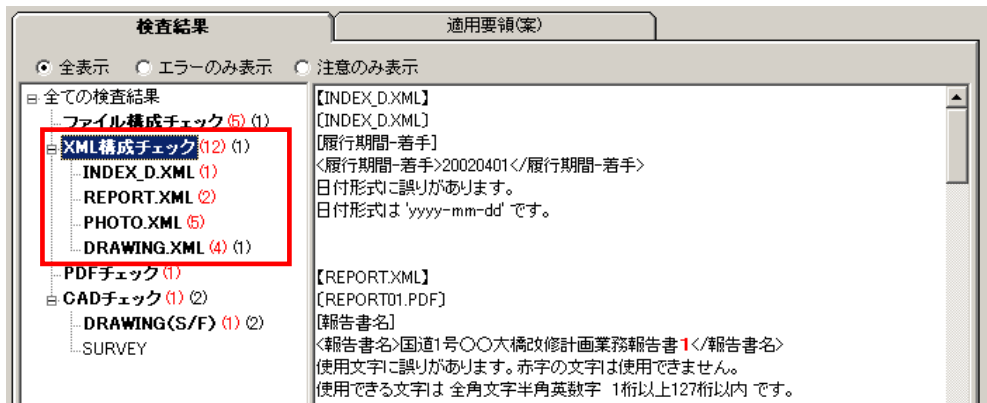 検査結果
適用要領(案)
全表示 エラーのみ表示 注意のみ表示
全ての検査結果
ファイル構成チェック (5) (1)
XML構成チェック (12) (1)
INDEX_D.XML (1)
REPORT.XML (2)
PHOTO.XML (5)
DRAWING.XML (4) (1)
PDFチェック (1)
CADチェック (1) (2)
DRAWING(S/F) (1) (2)
SURVEY
【INDEX_D.XML】
〔INDEX_D.XML〕
[履行期間-着手]
<履行期間-着手>20020401</履行期間-着手>
日付形式に誤りがあります。
日付形式は 'yyyy-mm-dd' です。
【REPORT.XML】
〔REPORT01.PDF〕
[報告書名]
<報告書名>国道1号〇〇大橋改修計画業務報告書1</報告書名>
使用文字に誤りがあります。赤字の文字は使用できません。
使用できる文字は 全角文字半角英数字 1桁以上127桁以内 です。